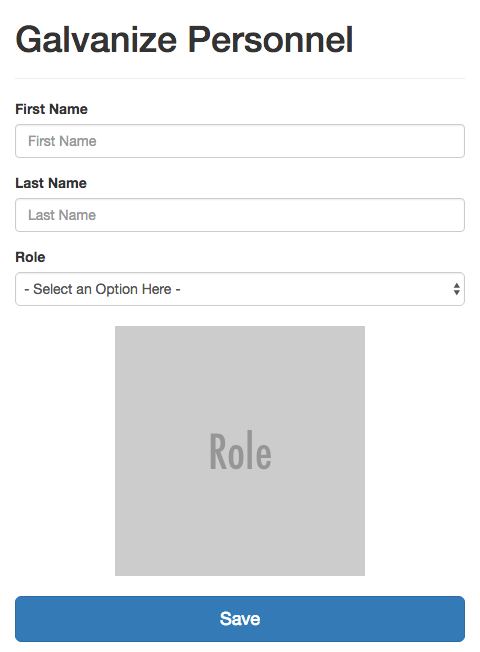 Galvanize Personnel
First Name
First Name
Last Name
Last Name
Role
- Select an Option Here -
Role
Save